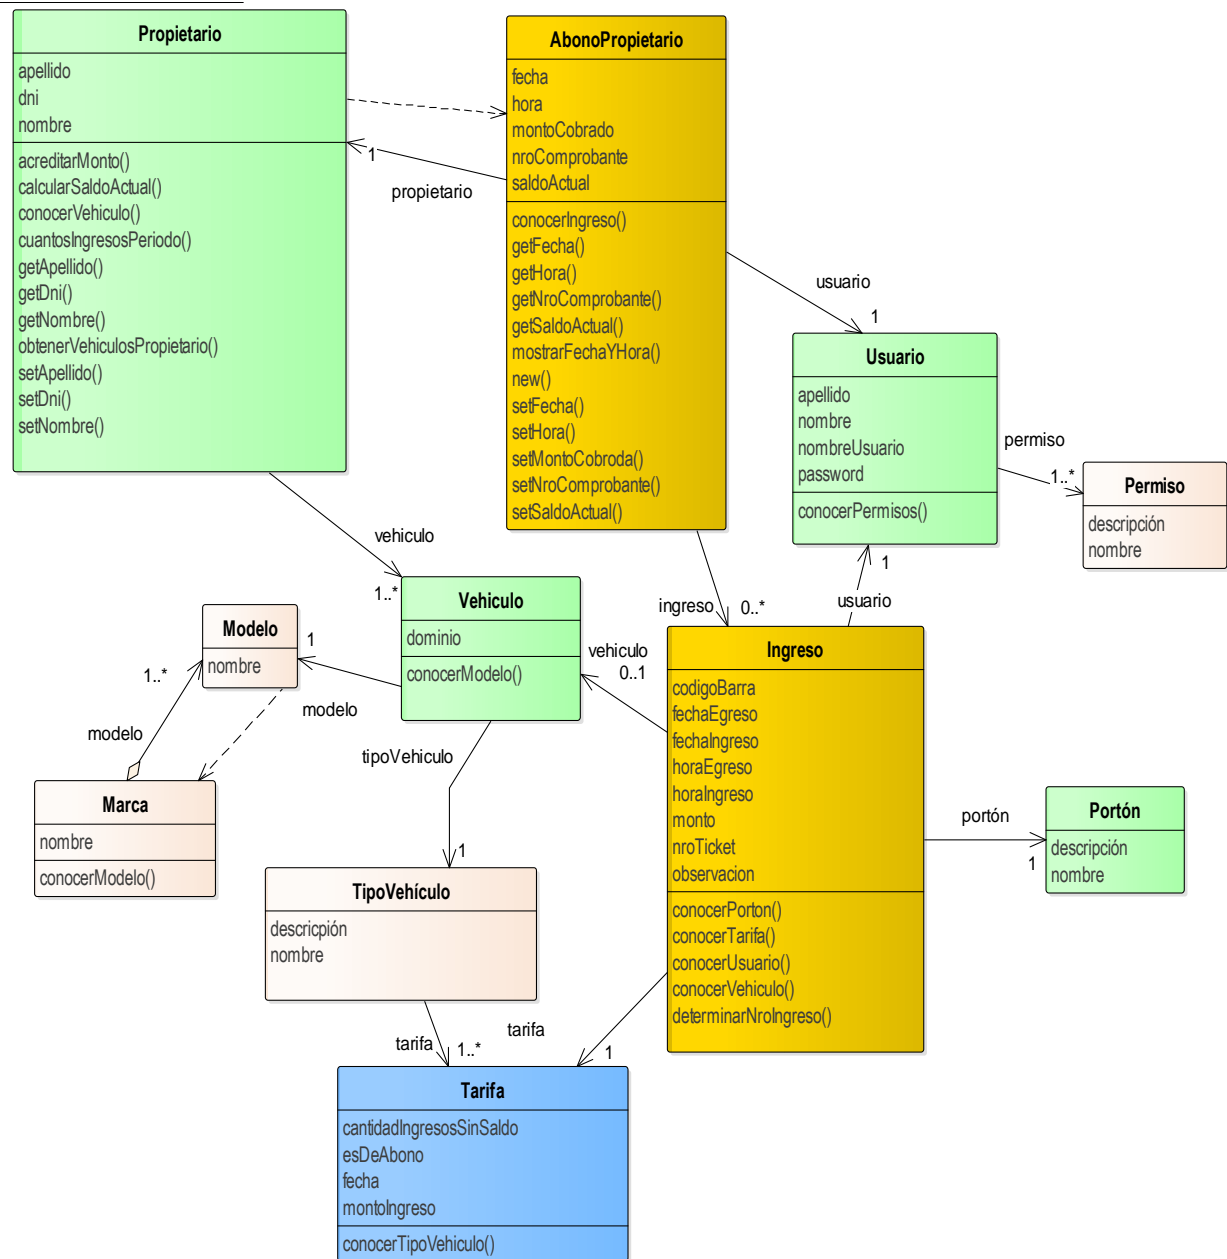 Propietario
apellido
dni
nombre
acreditarMonto()
calcularSaldoActual()
conocerVehiculo()
cuantosIngresosPeriodo()
getApellido()
getDni()
getNombre()
obtenerVehiculosPropietario()
setApellido()
setDni()
setNombre()
AbonoPropietario
fecha
hora
montoCobrado
nroComprobante
saldoActual
conocerIngreso()
getFecha()
getHora()
getNroComprobante()
getSaldoActual()
mostrarFechaYHora()
new()
setFecha()
setHora()
setMontoCobroda()
setNroComprobante()
setSaldoActual()
1
propietario
usuario
1
Usuario
apellido
nombre
nombreUsuario
password
conocerPermisos()
permiso
1..*
Permiso
descripción
nombre
vehiculo
1..*
Vehiculo
dominio
conocerModelo()
ingreso
0..*
usuario
1
vehiculo
0..1
Modelo
nombre
1
modelo
1..*
modelo
Marca
nombre
conocerModelo()
tipoVehiculo
1
TipoVehículo
descricpión
nombre
Ingreso
codigoBarra
fechaEgreso
fechaIngreso
horaEgreso
horaIngreso
monto
nroTicket
observacion
conocerPorton()
conocerTarifa()
conocerUsuario()
conocerVehiculo()
determinarNroIngreso()
portón
1
Portón
descripción
nombre
tarifa
1..*
tarifa
1
Tarifa
cantidadIngresosSinSaldo
esDeAbono
fecha
montoIngreso
conocerTipoVehiculo()